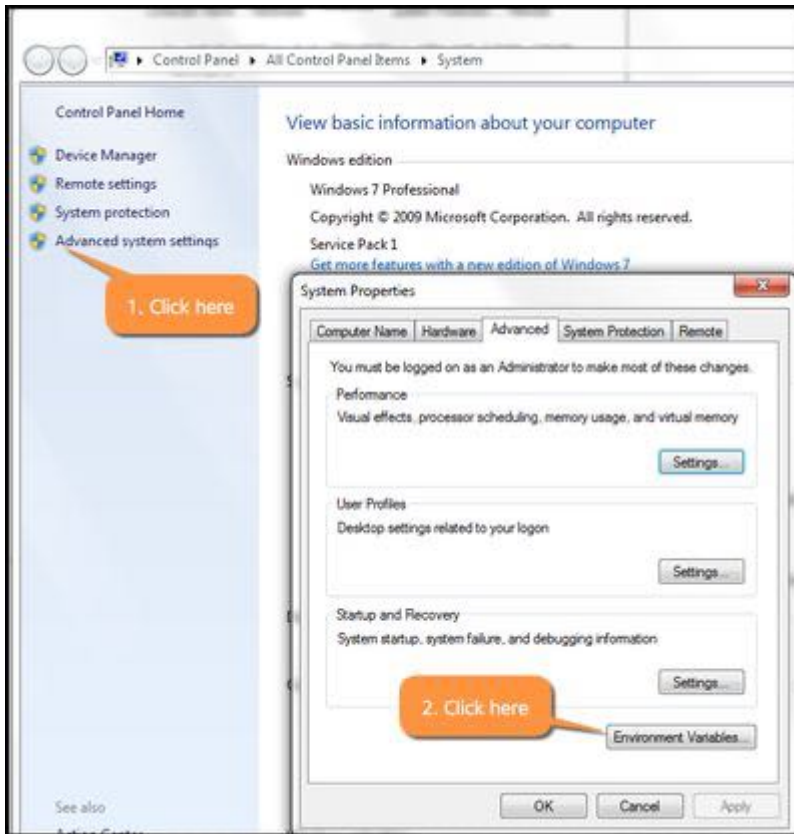 Control Panel ▸ All Control Panel Items ▸ System
Control Panel Home
Device Manager
Remote settings
System protection
Advanced system settings
1. Click here
View basic information about your computer
Windows edition
Windows 7 Professional
Copyright © 2009 Microsoft Corporation. All rights reserved.
Service Pack 1
Get more features with a new edition of Windows 7
System Properties
Computer Name Hardware Advanced System Protection Remote
You must be logged on as an Administrator to make most of these changes.
Performance
Visual effects, processor scheduling, memory usage, and virtual memory
Settings...
User Profiles
Desktop settings related to your logon
Settings...
Startup and Recovery
System startup, system failure, and debugging information
Settings...
2. Click here
Environment Variables...
OK Cancel Apply
See also
Action Center